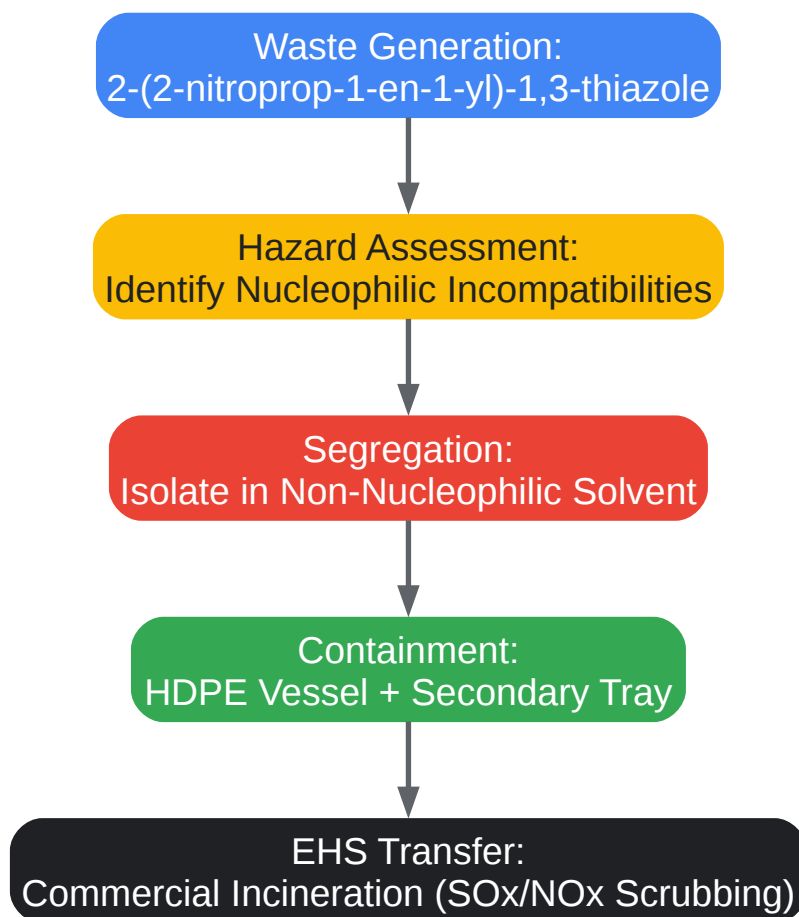 Waste Generation:
2-(2-nitroprop-1-en-1-yl)-1,3-thiazole
Hazard Assessment:
Identify Nucleophilic Incompatibilities
Segregation:
Isolate in Non-Nucleophilic Solvent
Containment:
HDPE Vessel + Secondary Tray
EHS Transfer:
Commercial Incineration (SOx/NOx Scrubbing)